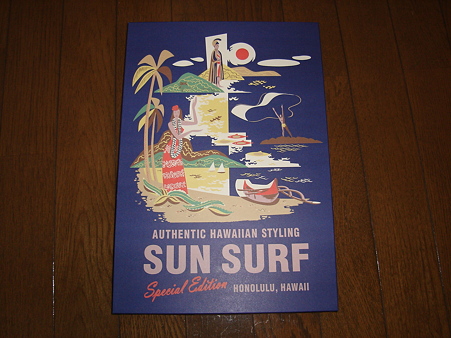 AUTHENTIC HAWAIIAN STYLING
SUN SURF
Special Edition HONOLULU, HAWAII